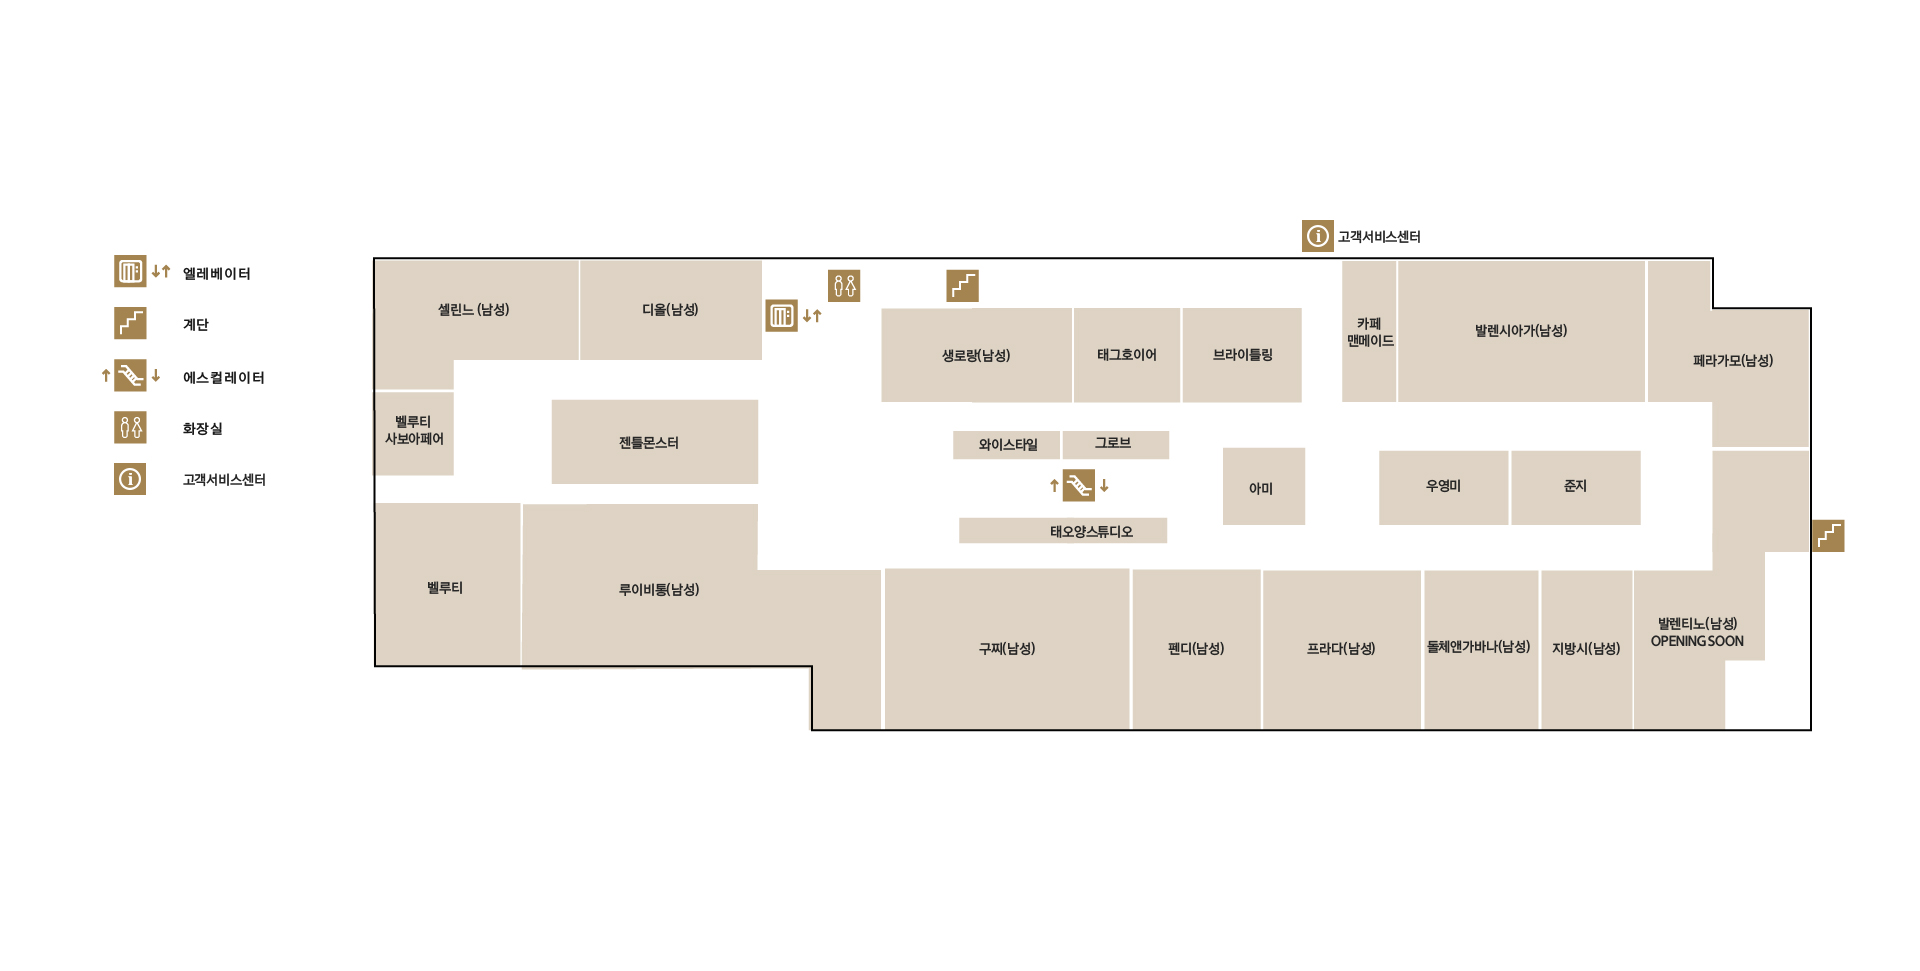 고객서비스센터
엘레베이터
계단
에스컬레이터
화장실
고객서비스센터
셀린느 (남성)
디올(남성)
생로랑(남성)
태그호이어
브라이틀링
카페
맨메이드
발렌시아가(남성)
페라가모(남성)
벨루티
사보아페어
젠틀몬스터
와이스타일
그로브
아미
우영미
준지
태오양스튜디오
벨루티
루이비통(남성)
구찌(남성)
펜디(남성)
프라다(남성)
돌체앤가바나(남성)
지방시(남성)
발렌티노(남성)
OPENING SOON